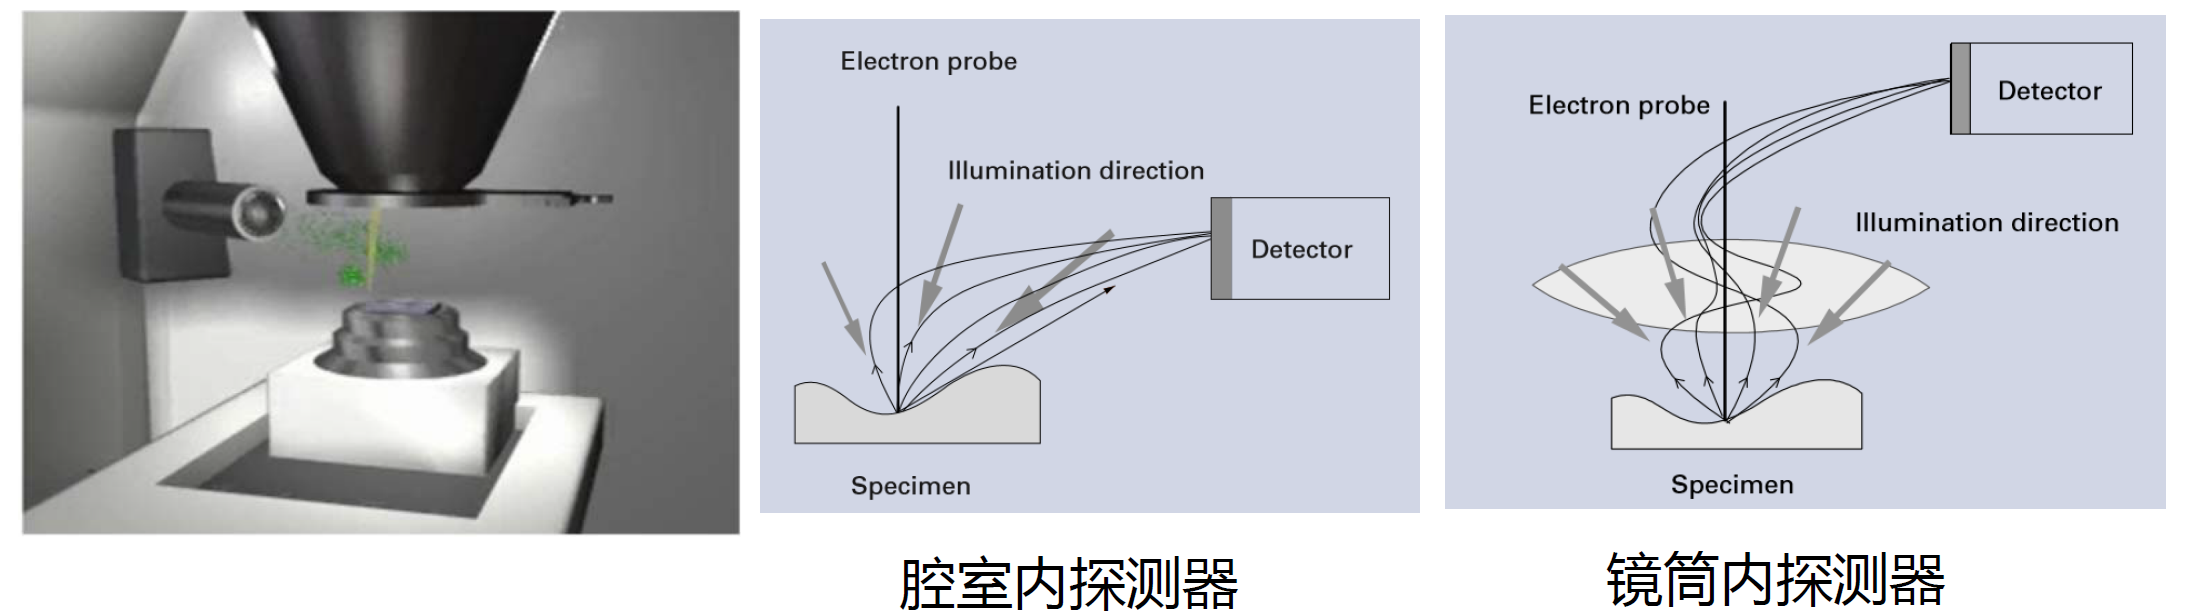 Electron probe
Illumination direction
Detector
Specimen
腔室内探测器
Electron probe
Detector
Illumination direction
Specimen
镜筒内探测器